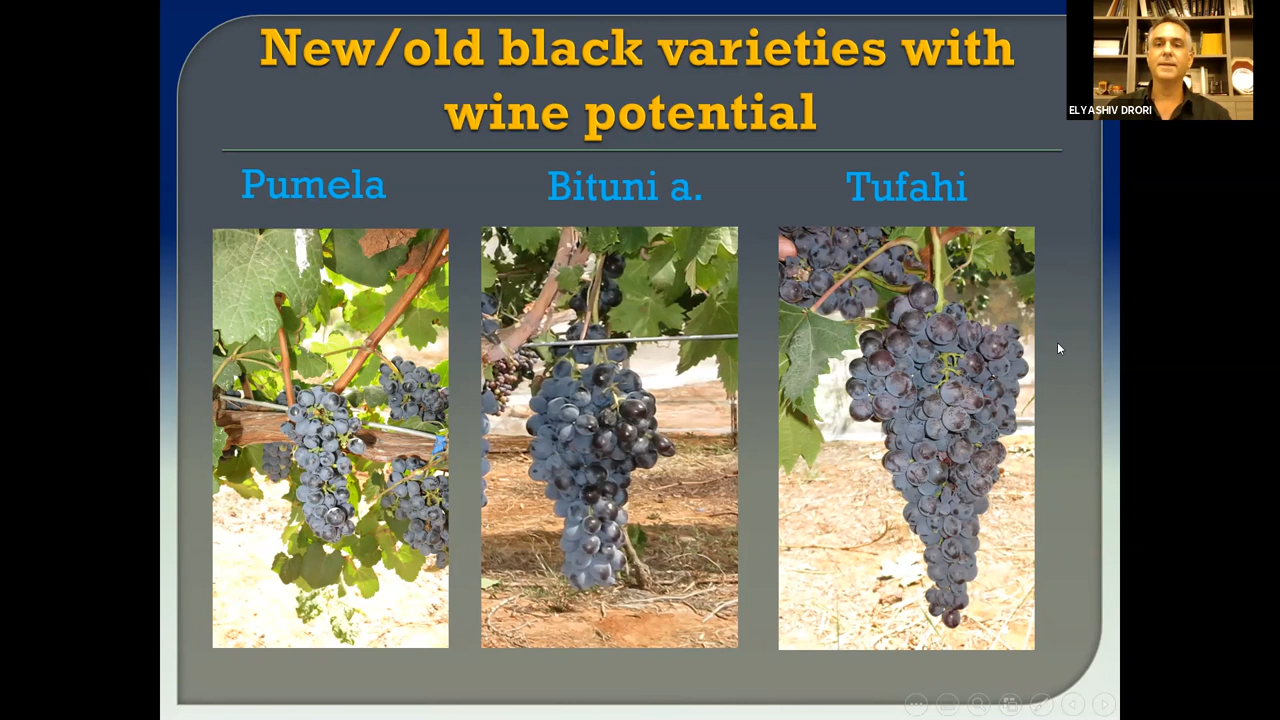 New/old black varieties with
wine potential
ELYASHIV DRORI
Pumela
Bituni a.
Tufahi